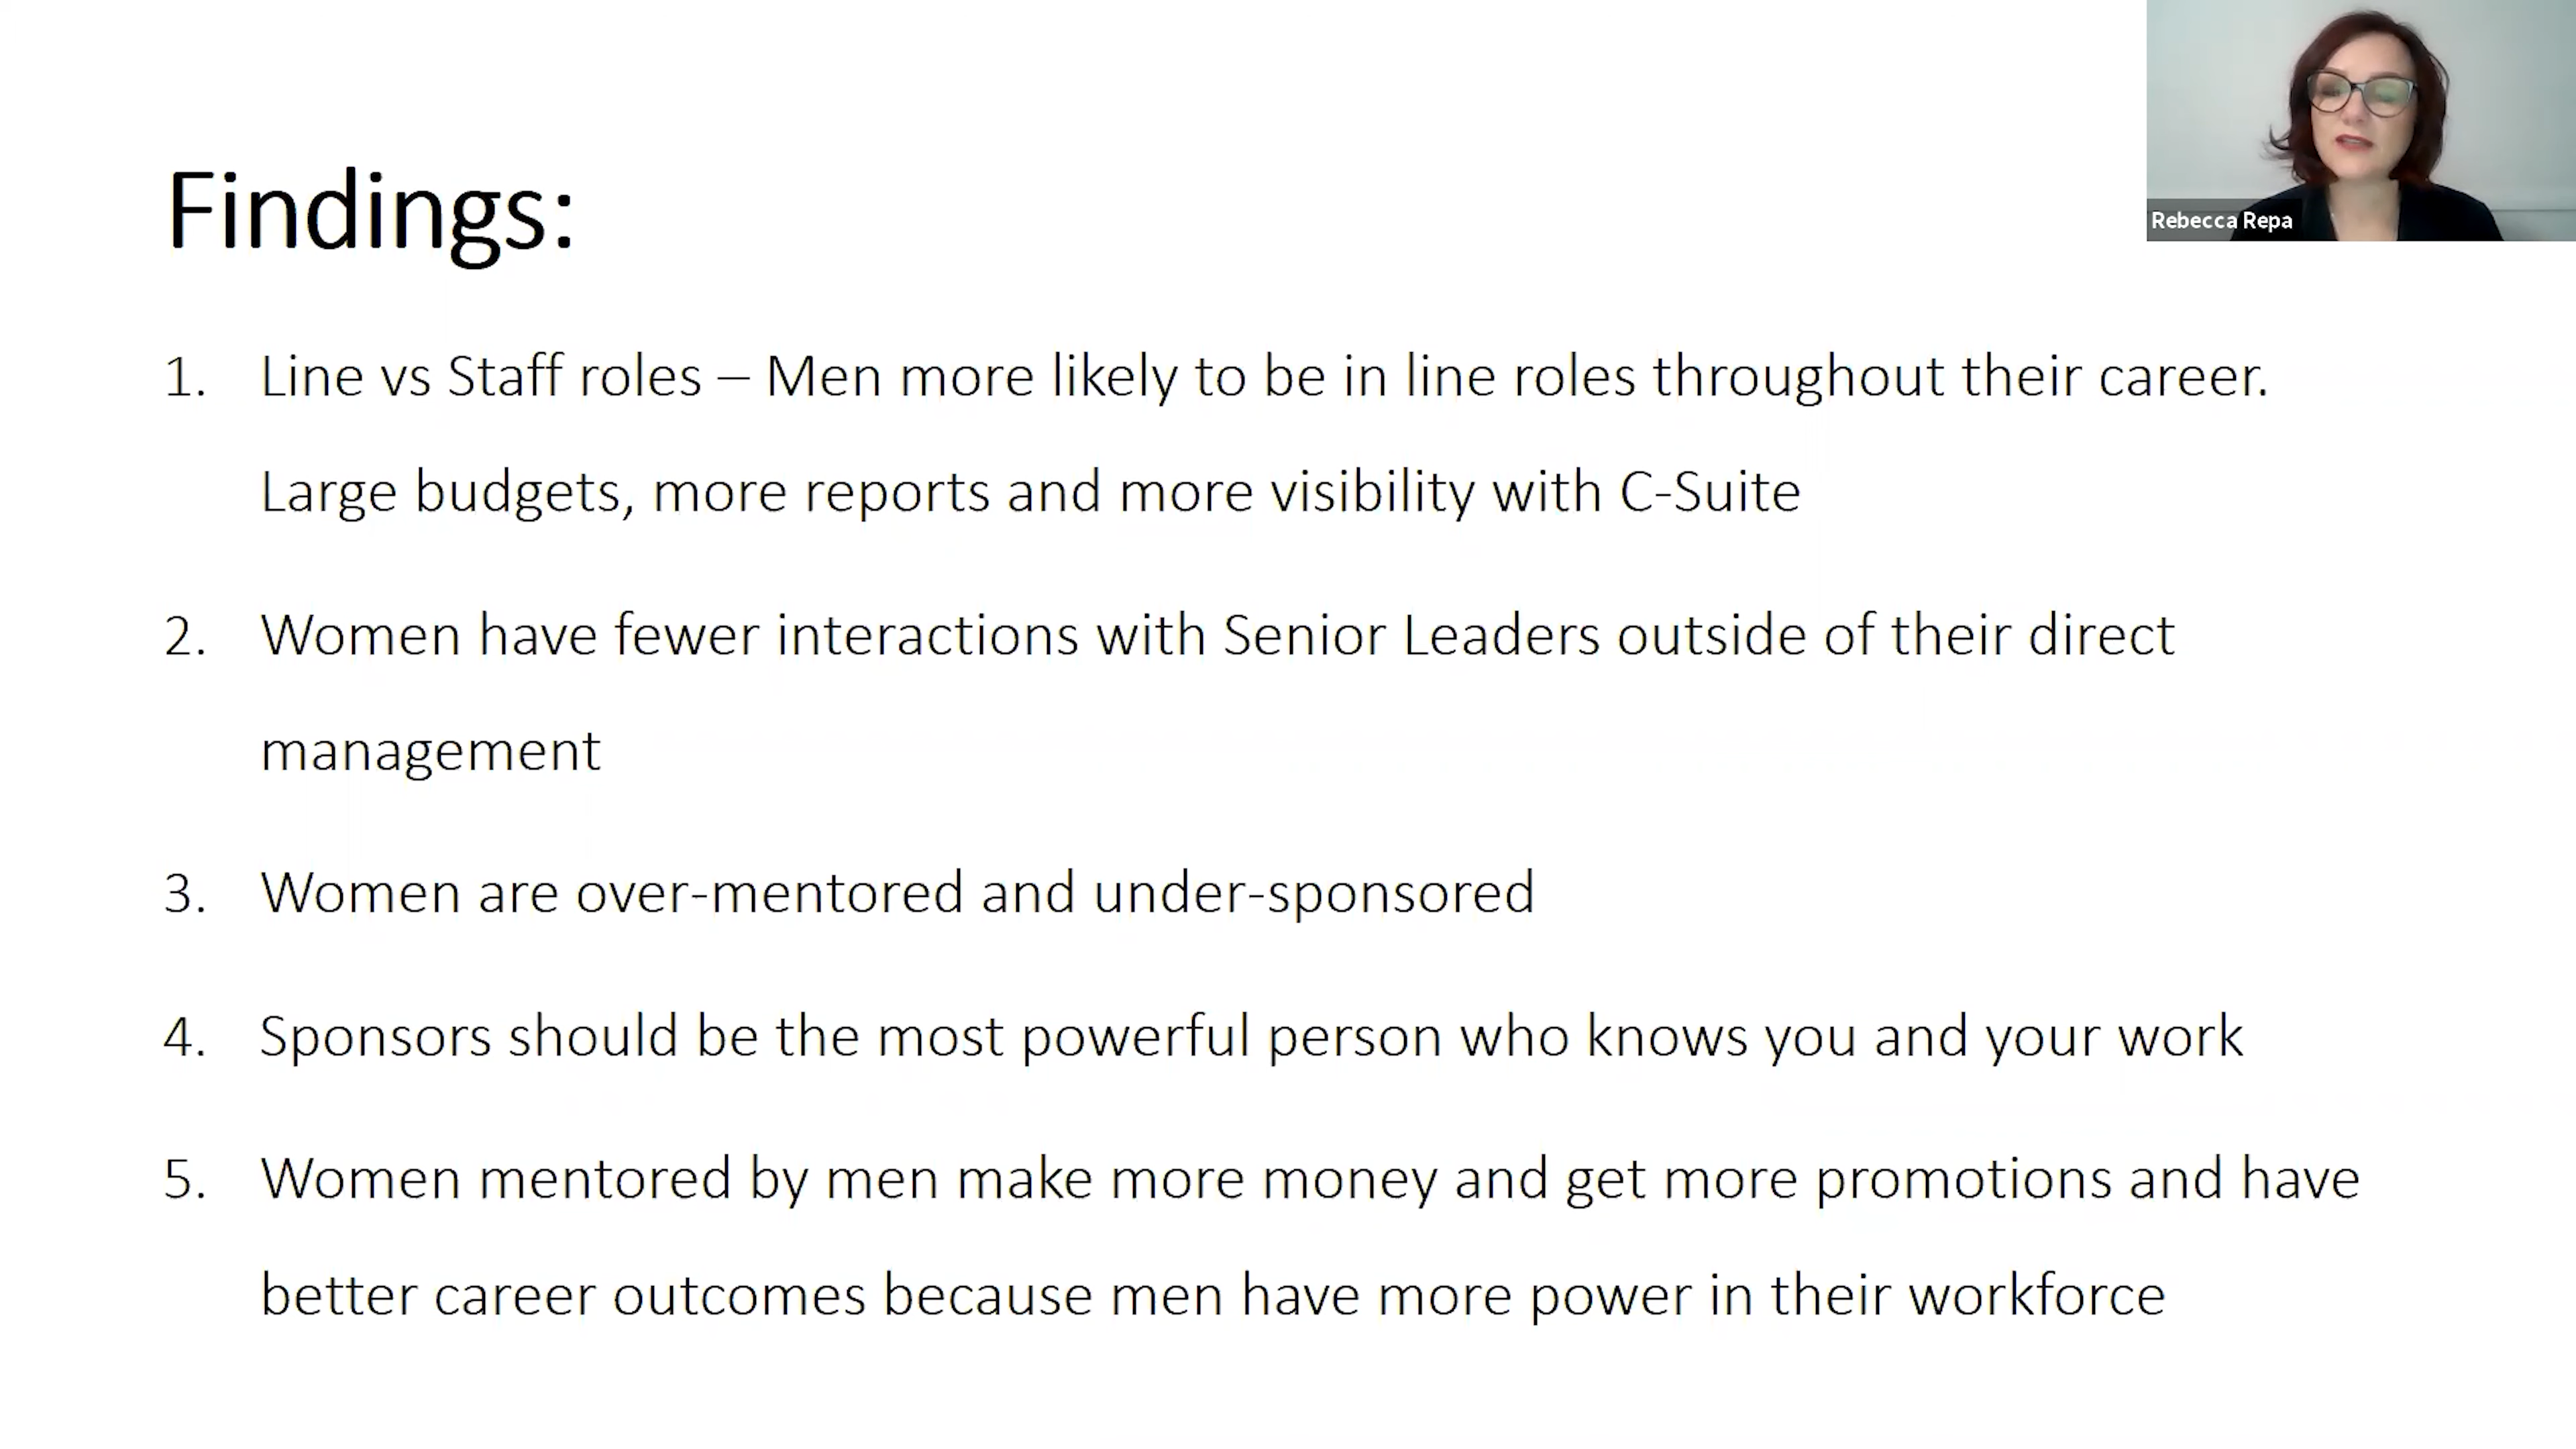 Rebecca Repa
Findings:
1. Line vs Staff roles – Men more likely to be in line roles throughout their career.
Large budgets, more reports and more visibility with C-Suite
2. Women have fewer interactions with Senior Leaders outside of their direct
management
3. Women are over-mentored and under-sponsored
4. Sponsors should be the most powerful person who knows you and your work
5. Women mentored by men make more money and get more promotions and have
better career outcomes because men have more power in their workforce